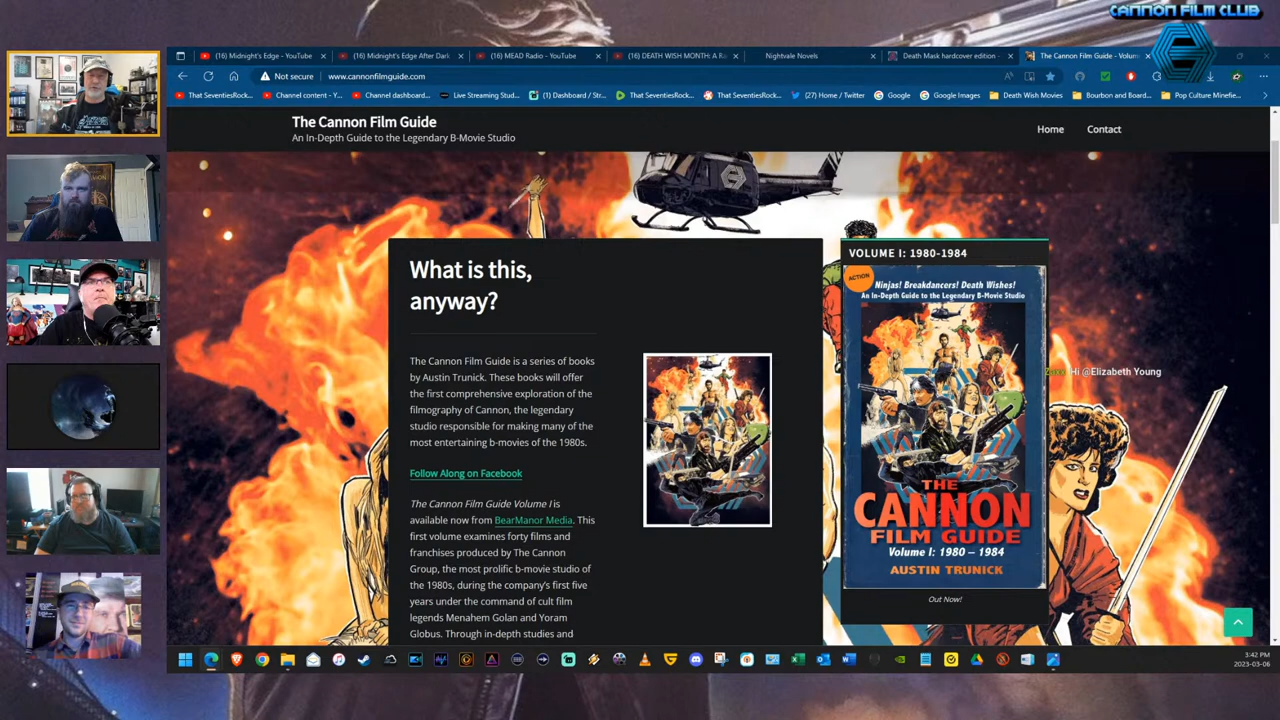 CANNON FILM CLUB
(16) Midnight's Edge - YouTube
(16) Midnight's Edge After Dark
(16) MEAD Radio - YouTube
(16) DEATH WISH MONTH: A R
Nightvale Novels
Death Mask hardcover edition -
The Cannon Film Guide - Volum
Not secure
www.cannonfilmguide.com
That SeventiesRock...
Channel content - Y...
Channel dashboard...
Live Streaming Stud...
(1) Dashboard / Str...
That SeventiesRock...
That SeventiesRock...
(27) Home / Twitter
Google
Google Images
Death Wish Movies
Bourbon and Board...
Pop Culture Minefie...
The Cannon Film Guide
An In-Depth Guide to the Legendary B-Movie Studio
Home
Contact
What is this,
anyway?
The Cannon Film Guide is a series of books
by Austin Trunick. These books will offer
the first comprehensive exploration of the
filmography of Cannon, the legendary
studio responsible for making many of the
most entertaining b-movies of the 1980s.
Follow Along on Facebook
The Cannon Film Guide Volume I is
available now from BearManor Media. This
first volume examines forty films and
franchises produced by The Cannon
Group, the most prolific b-movie studio of
the 1980s, during the company's first five
years under the command of cult film
legends Menahem Golan and Yoram
Globus. Through in-depth studies and
VOLUME I: 1980-1984
ACTION
Ninjas! Breakdancers! Death Wishes!
An In-Depth Guide to the Legendary B-Movie Studio
THE
CANNON
FILM GUIDE
Volume I: 1980 – 1984
AUSTIN TRUNICK
Out Now!
Hi @Elizabeth Young
3:42 PM
2023-03-06